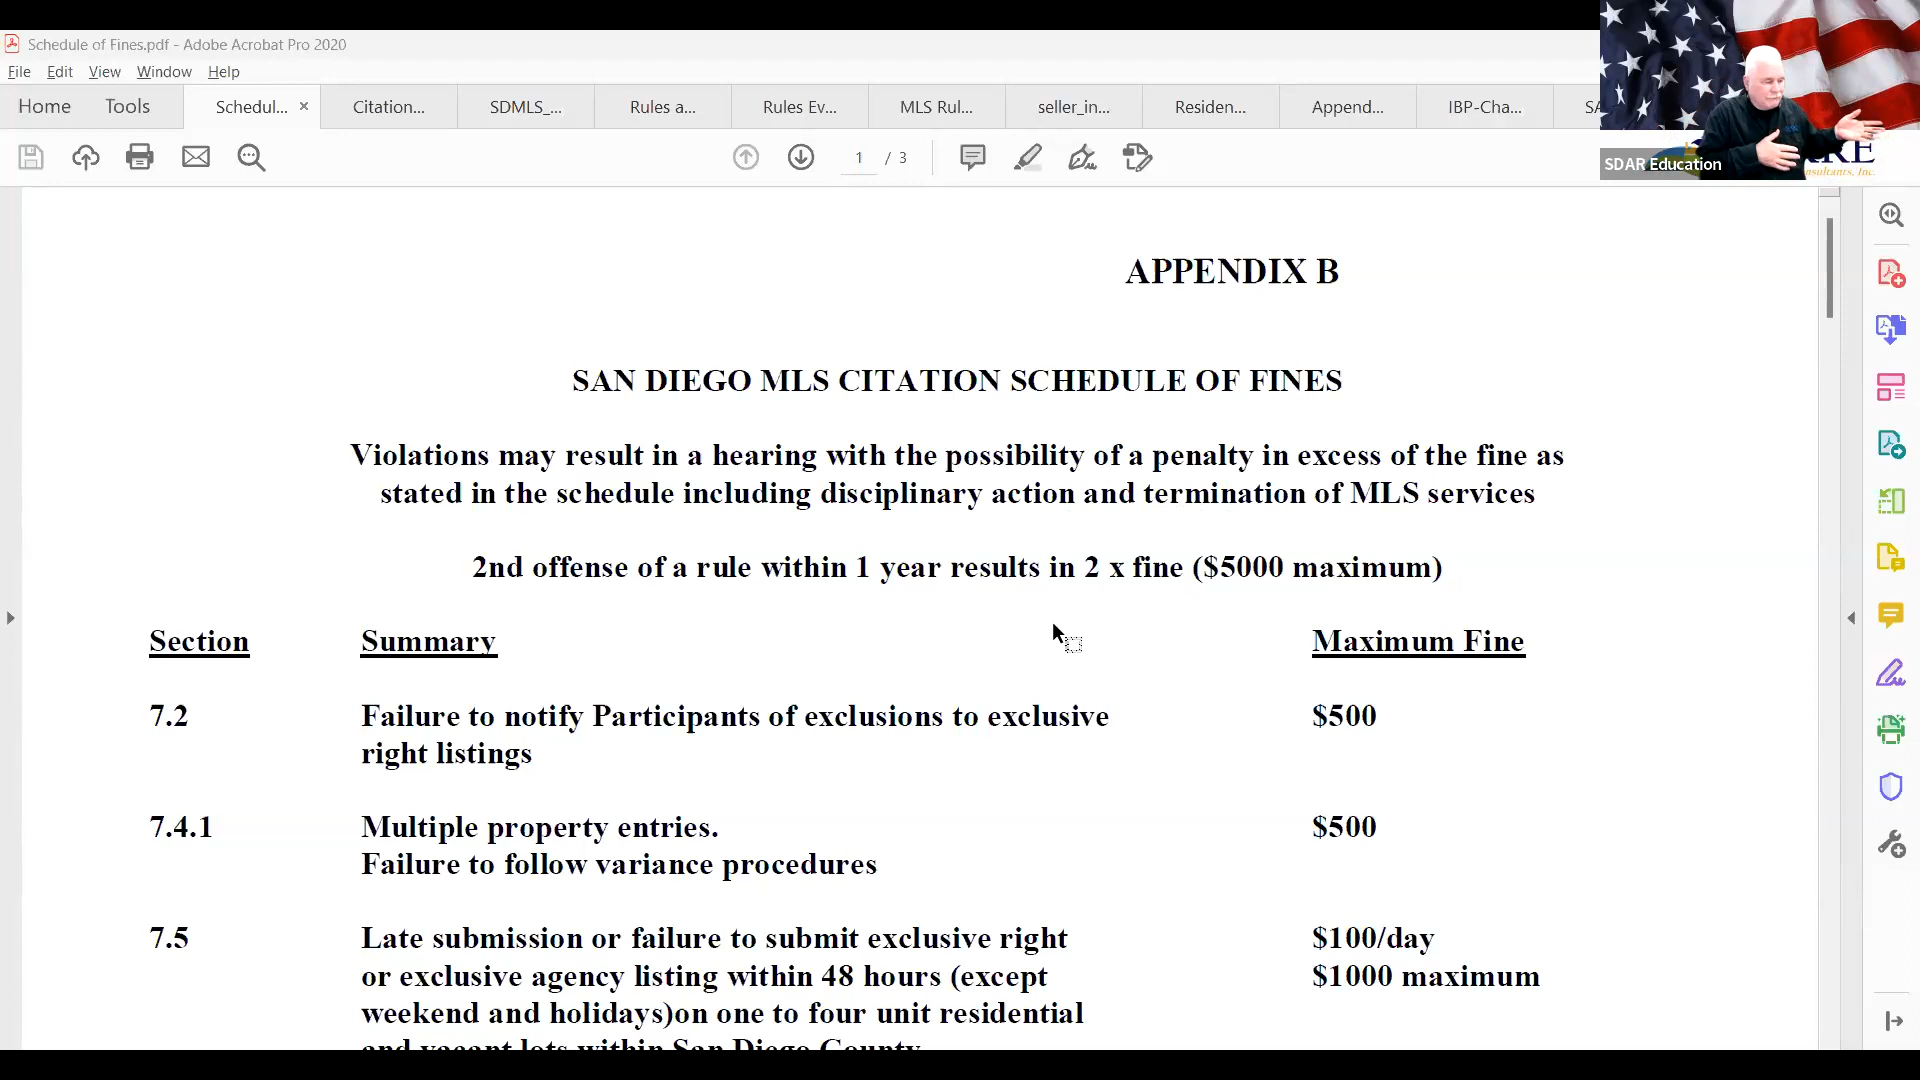 Schedule of Fines.pdf - Adobe Acrobat Pro 2020
File Edit View Window Help
Home Tools Schedul... × Citation... SDMLS_... Rules a... Rules Ev... MLS Rul... seller_in... Residen... Append... IBP-Cha...
1 / 3
SDAR Education
APPENDIX B
SAN DIEGO MLS CITATION SCHEDULE OF FINES
Violations may result in a hearing with the possibility of a penalty in excess of the fine as
stated in the schedule including disciplinary action and termination of MLS services
2nd offense of a rule within 1 year results in 2 x fine ($5000 maximum)
Section Summary Maximum Fine
7.2 Failure to notify Participants of exclusions to exclusive $500
right listings
7.4.1 Multiple property entries. $500
Failure to follow variance procedures
7.5 Late submission or failure to submit exclusive right $100/day
or exclusive agency listing within 48 hours (except $1000 maximum
weekend and holidays)on one to four unit residential
and vacant lots within San Diego County